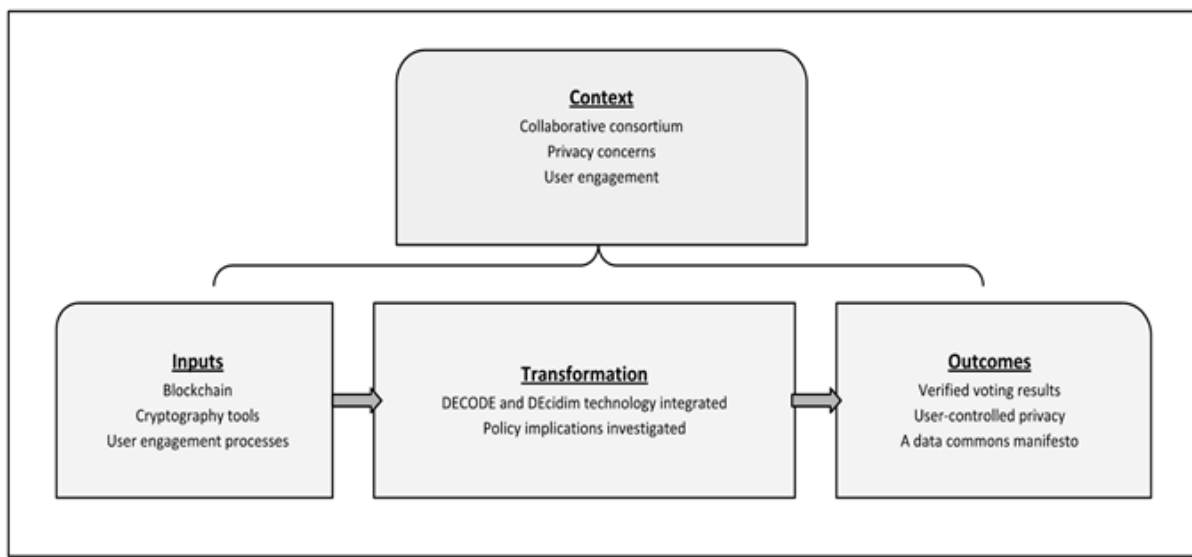 Context
Collaborative consortium
Privacy concerns
User engagement
Inputs
Blockchain
Cryptography tools
User engagement processes
Transformation
DECODE and DEcidim technology integrated
Policy implications investigated
Outcomes
Verified voting results
User-controlled privacy
A data commons manifesto